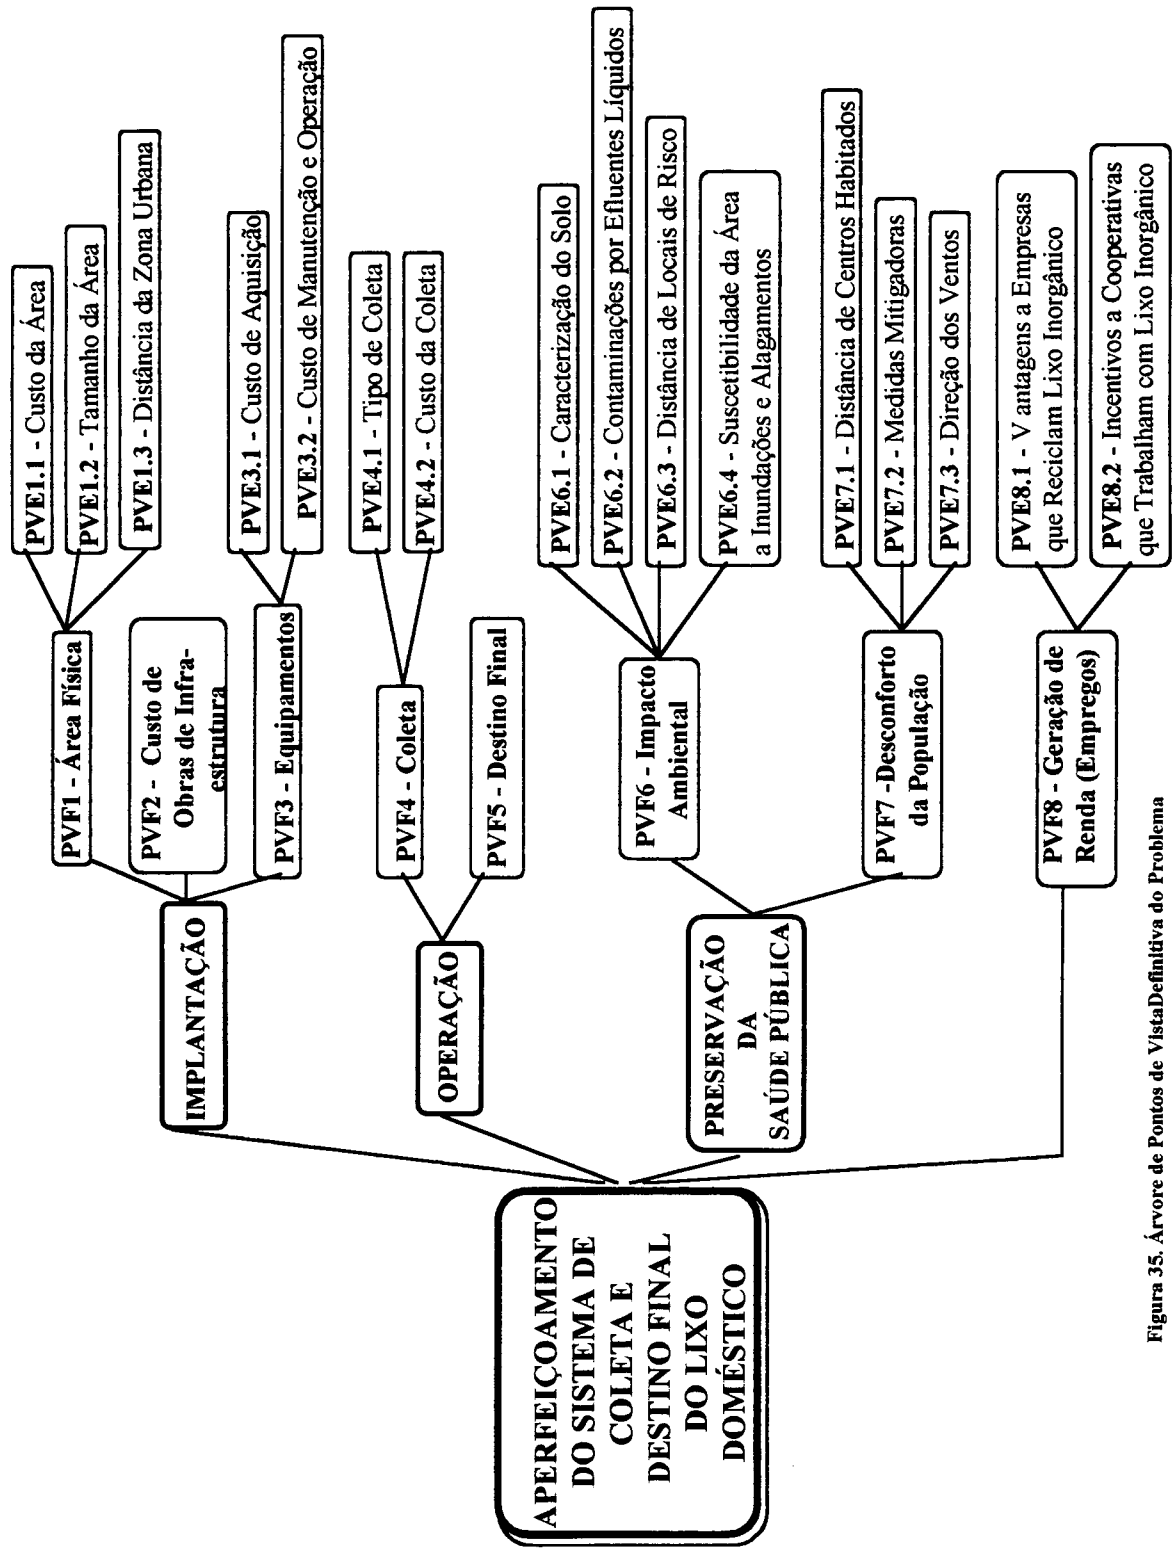 APERFEIÇOAMENTO
DO SISTEMA DE
COLETA E
DESTINO FINAL
DO LIXO
DOMÉSTICO
IMPLANTAÇÃO
PVF1 - Área Física
PVE1.1 - Custo da Área
PVE1.2 - Tamanho da Área
PVE1.3 - Distância da Zona Urbana
PVF2 - Custo de
Obras de Infra-
estrutura
PVF3 - Equipamentos
PVE3.1 - Custo de Aquisição
PVE3.2 - Custo de Manutenção e Operação
OPERAÇÃO
PVF4 - Coleta
PVE4.1 - Tipo de Coleta
PVE4.2 - Custo da Coleta
PVF5 - Destino Final
PRESERVAÇÃO
DA
SAÚDE PÚBLICA
PVF6 - Impacto
Ambiental
PVE6.1 - Caracterização do Solo
PVE6.2 - Contaminações por Efluentes Líquidos
PVE6.3 - Distância de Locais de Risco
PVE6.4 - Suscetibilidade da Área
a Inundações e Alagamentos
PVF7 -Desconforto
da População
PVE7.1 - Distância de Centros Habitados
PVE7.2 - Medidas Mitigadoras
PVE7.3 - Direção dos Ventos
PVF8 - Geração de
Renda (Empregos)
PVE8.1 - V antagens a Empresas
que Reciclam Lixo Inorgânico
PVE8.2 - Incentivos a Cooperativas
que Trabalham com Lixo Inorgânico
Figura 35. Árvore de Pontos de VistaDefinitiva do Problema